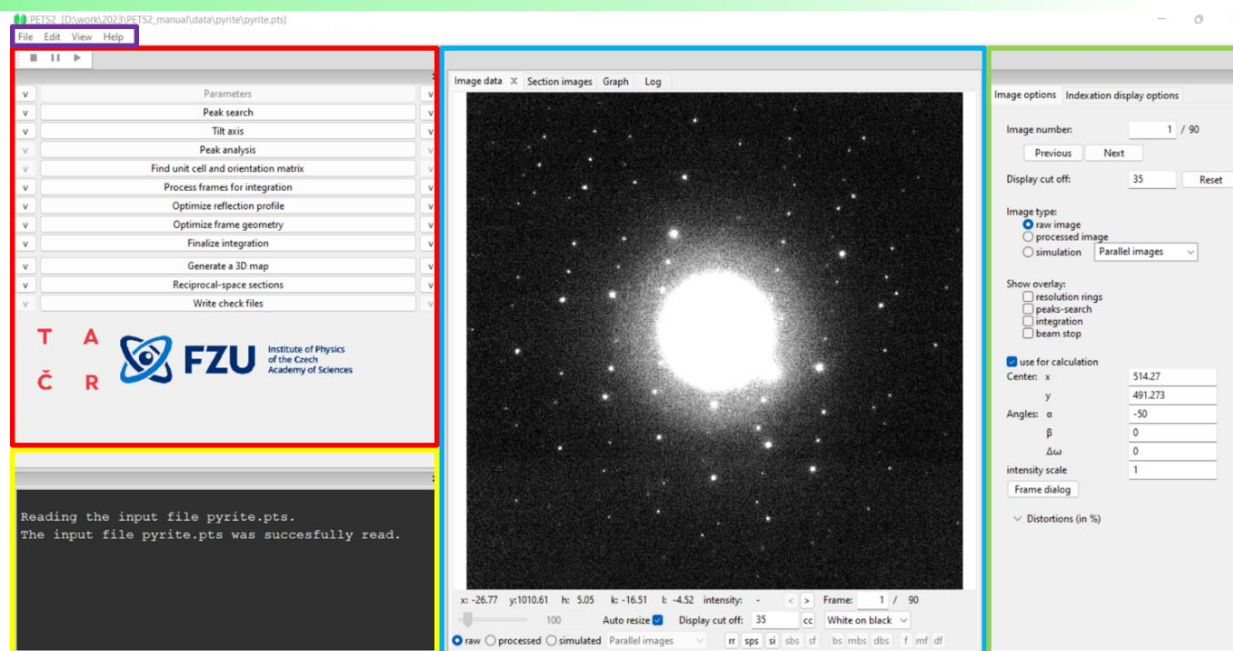 PETS2 [D:\work\2023\PETS2_manual\data\pyrite\pyrite.pts]
File Edit View Help
v Parameters v
v Peak search v
v Tilt axis v
v Peak analysis v
v Find unit cell and orientation matrix v
v Process frames for integration v
v Optimize reflection profile v
v Optimize frame geometry v
v Finalize integration v
v Generate a 3D map v
v Reciprocal-space sections v
v Write check files v
T A
Č R
FZU
Institute of Physics
of the Czech
Academy of Sciences
Reading the input file pyrite.pts.
The input file pyrite.pts was succesfully read.
Image data X Section images Graph Log
x: -26.77 y:1010.61 h: 5.05 k: -16.51 l: -4.52 intensity: - < > Frame: 1 / 90
100 Auto resize Display cut off: 35 cc White on black
raw processed simulated Parallel images rr sps si sbs sf bs mbs dbs f mf df
Image options Indexation display options
Image number: 1 / 90
Previous Next
Display cut off: 35 Reset
Image type:
raw image
processed image
simulation Parallel images
Show overlay:
resolution rings
peaks-search
integration
beam stop
use for calculation
Center: x 514.27
y 491.273
Angles: α -50
β 0
Δω 0
intensity scale 1
Frame dialog
Distortions (in %)